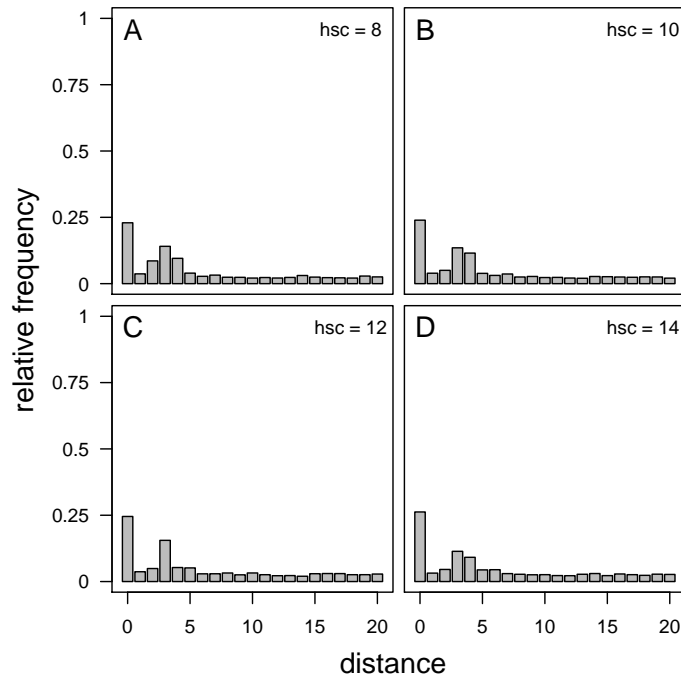 A
hsc = 8
B
hsc = 10
1
0.75
0.5
0.25
0
C
hsc = 12
D
hsc = 14
1
0.75
0.5
0.25
0
relative frequency
0 5 10 15 20
0 5 10 15 20
distance